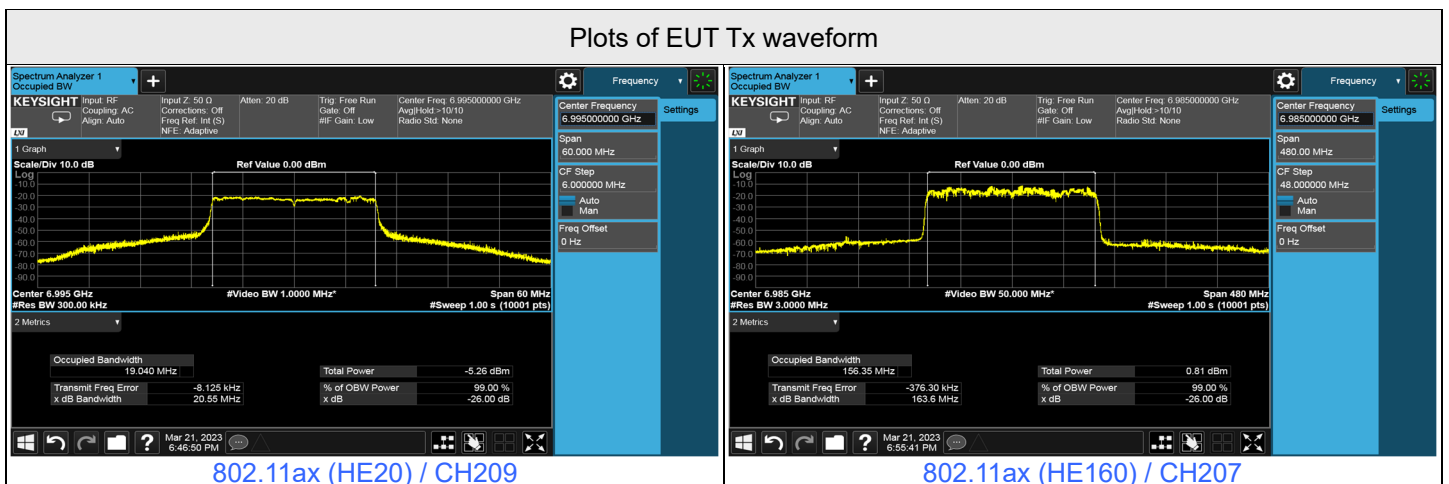 Plots of EUT Tx waveform
Spectrum Analyzer 1
Occupied BW
Frequency
KEYSIGHT
Input: RF
Coupling: AC
Align: Auto
Input Z: 50 Ω
Corrections: Off
Freq Ref: Int (S)
NFE: Adaptive
Atten: 20 dB
Trig: Free Run
Gate: Off
#IF Gain: Low
Center Freq: 6.995000000 GHz
Avg|Hold:>10/10
Radio Std: None
LXI
Center Frequency
6.995000000 GHz
Settings
Span
60.000 MHz
CF Step
6.000000 MHz
Auto
Man
Freq Offset
0 Hz
1 Graph
Scale/Div 10.0 dB
Ref Value 0.00 dBm
Log
-10.0
-20.0
-30.0
-40.0
-50.0
-60.0
-70.0
-80.0
-90.0
Center 6.995 GHz
#Video BW 1.0000 MHz*
Span 60 MHz
#Res BW 300.00 kHz
#Sweep 1.00 s (10001 pts)
2 Metrics
Occupied Bandwidth
19.040 MHz
Total Power -5.26 dBm
Transmit Freq Error -8.125 kHz
% of OBW Power 99.00 %
x dB Bandwidth 20.55 MHz
x dB -26.00 dB
?
Mar 21, 2023
6:46:50 PM
802.11ax (HE20) / CH209
Spectrum Analyzer 1
Occupied BW
Frequency
KEYSIGHT
Input: RF
Coupling: AC
Align: Auto
Input Z: 50 Ω
Corrections: Off
Freq Ref: Int (S)
NFE: Adaptive
Atten: 20 dB
Trig: Free Run
Gate: Off
#IF Gain: Low
Center Freq: 6.985000000 GHz
Avg|Hold:>10/10
Radio Std: None
LXI
Center Frequency
6.985000000 GHz
Settings
Span
480.00 MHz
CF Step
48.000000 MHz
Auto
Man
Freq Offset
0 Hz
1 Graph
Scale/Div 10.0 dB
Ref Value 0.00 dBm
Log
-10.0
-20.0
-30.0
-40.0
-50.0
-60.0
-70.0
-80.0
-90.0
Center 6.985 GHz
#Video BW 50.000 MHz*
Span 480 MHz
#Res BW 3.0000 MHz
#Sweep 1.00 s (10001 pts)
2 Metrics
Occupied Bandwidth
156.35 MHz
Total Power 0.81 dBm
Transmit Freq Error -376.30 kHz
% of OBW Power 99.00 %
x dB Bandwidth 163.6 MHz
x dB -26.00 dB
?
Mar 21, 2023
6:55:41 PM
802.11ax (HE160) / CH207